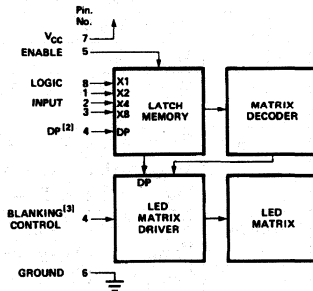 Pin.
No.
VCC 7
ENABLE 5
LOGIC 8 X1
1 X2
INPUT 2 X4
3 X8
DP[2] 4 DP
LATCH
MEMORY
MATRIX
DECODER
DP
BLANKING[3]
CONTROL 4
LED
MATRIX
DRIVER
LED
MATRIX
GROUND 6